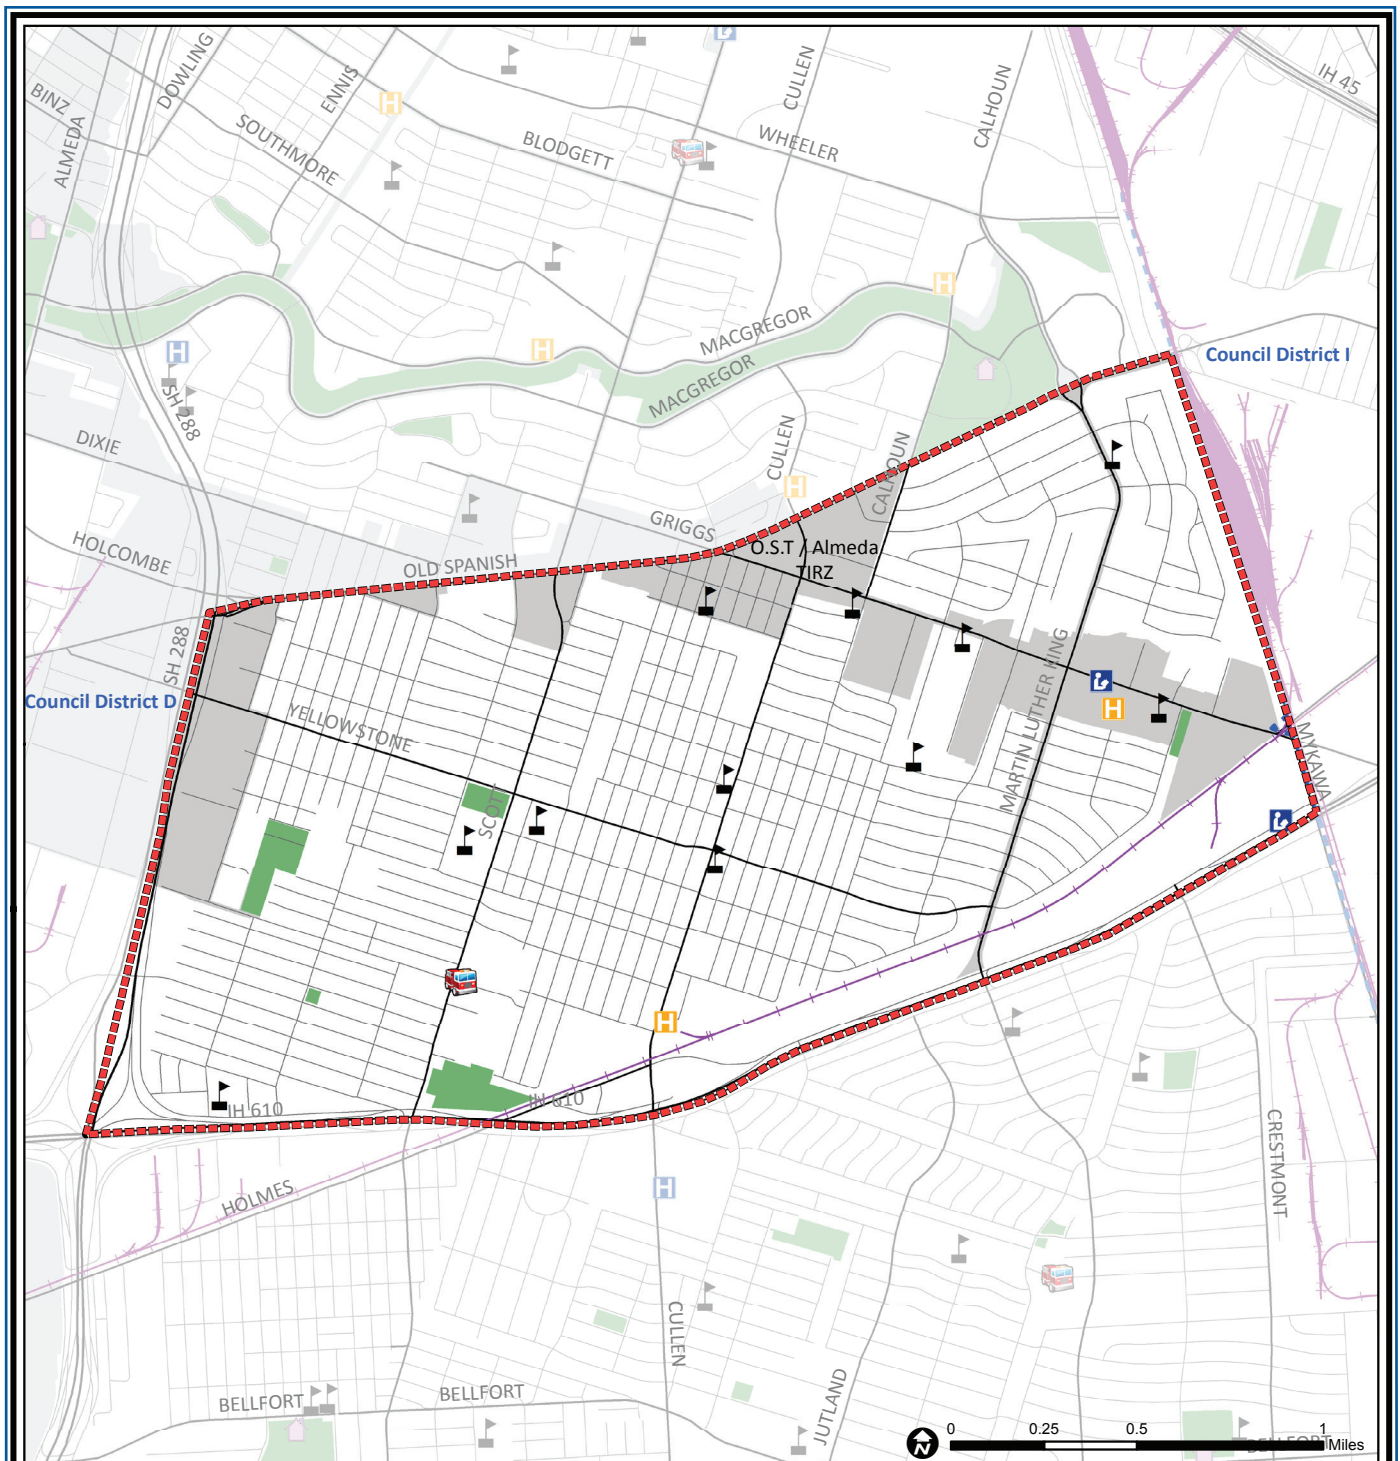 IH 45
DOWLING
ENNIS
CULLEN
CALHOUN
BINZ
ALMEDA
SOUTHMORE
BLODGETT
WHEELER
H
H
MACGREGOR
MACGREGOR
H
H
Council District I
SH 288
DIXIE
CULLEN
CALHOUN
H
GRIGGS
HOLCOMBE
OLD SPANISH
O.S.T / Almeda
TIRZ
SH 288
Council District D
MARTIN LUTHER KING
H
YELLOWSTONE
MYKAWA
SCOTT
H
IH 610
IH 610
CRESTMONT
HOLMES
H
CULLEN
JUTLAND
BELLFORT
BELLFORT
N
0 0.25 0.5 1
Miles
BELLFORT